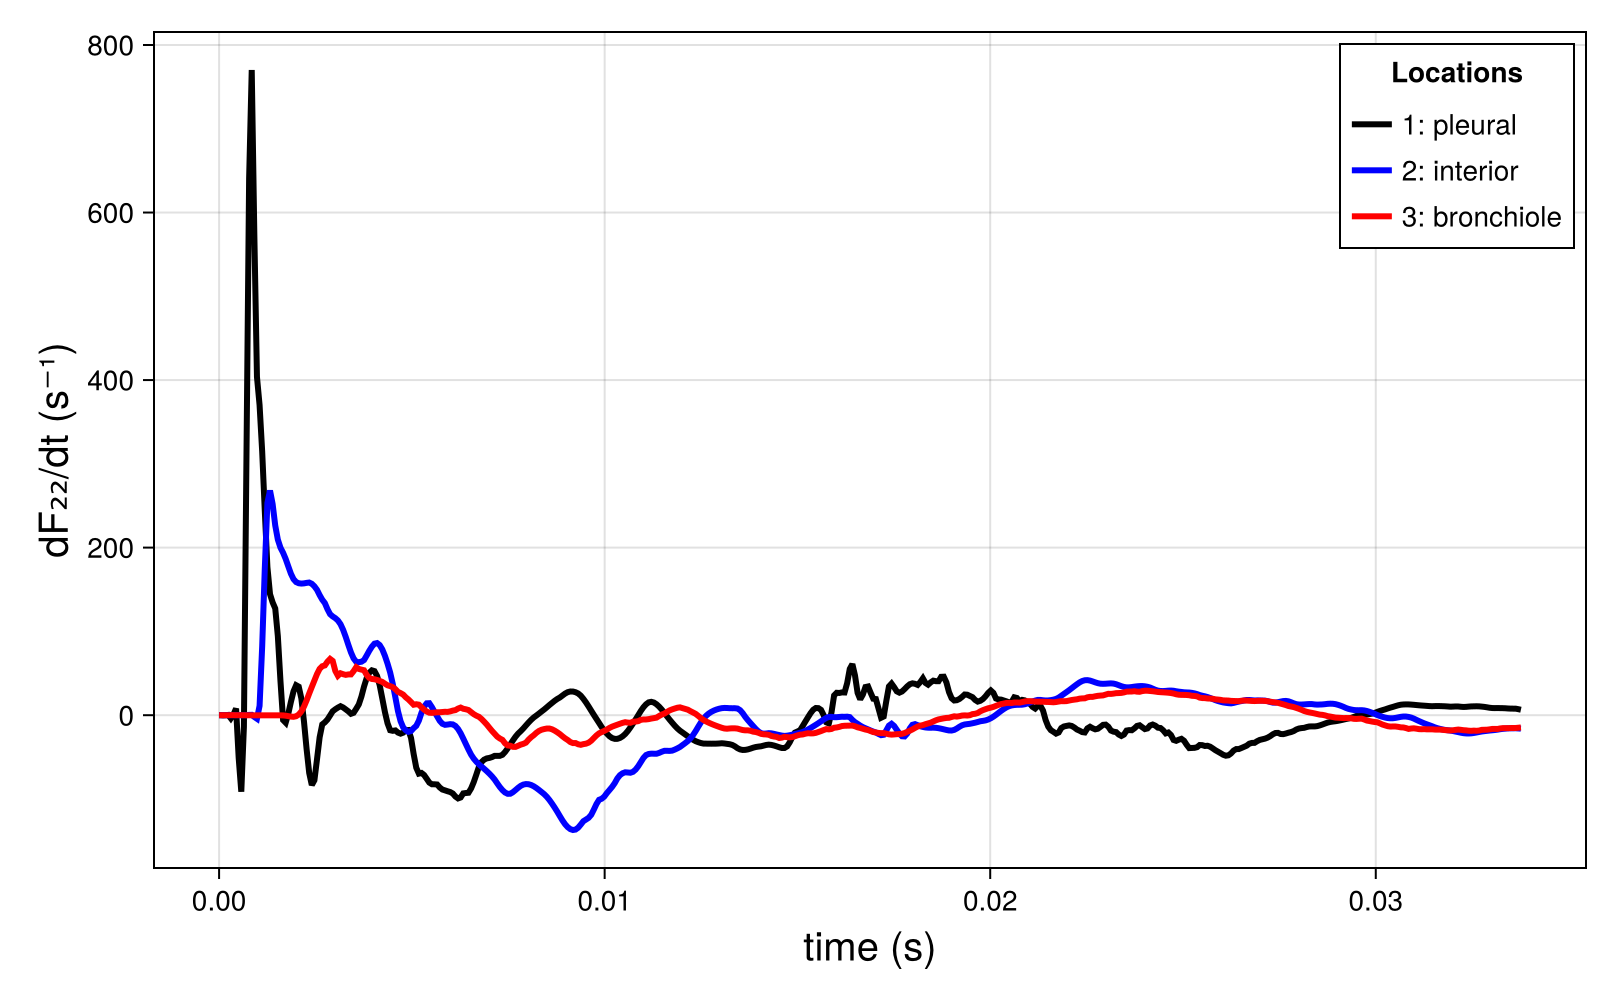 800
600
400
200
0
dF₂₂/dt (s⁻¹)
Locations
1: pleural
2: interior
3: bronchiole
0.00
0.01
0.02
0.03
time (s)